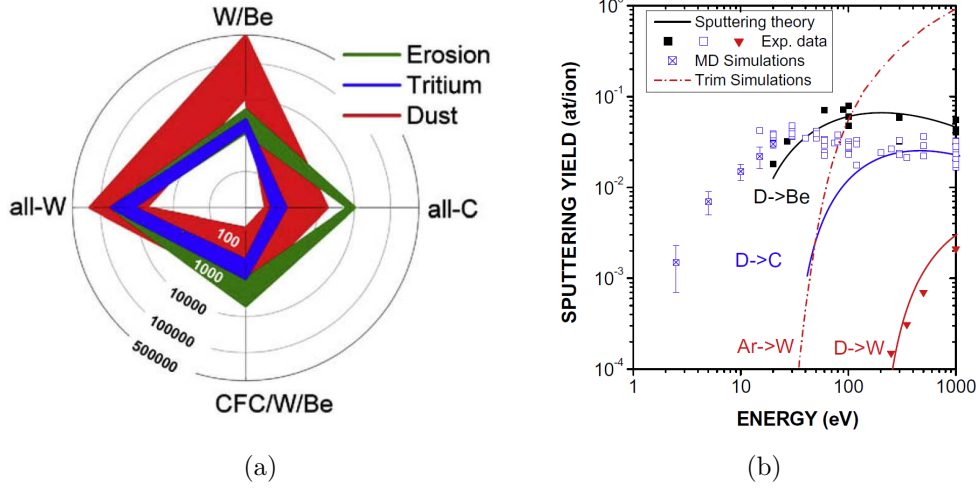 W/Be
Erosion
Tritium
Dust
all-W
all-C
100
1000
10000
100000
500000
CFC/W/Be
(a)
SPUTTERING YIELD (at/ion)
10⁰
10⁻¹
10⁻²
10⁻³
10⁻⁴
Sputtering theory
Exp. data
MD Simulations
Trim Simulations
D->Be
D->C
Ar->W
D->W
1
10
100
1000
ENERGY (eV)
(b)